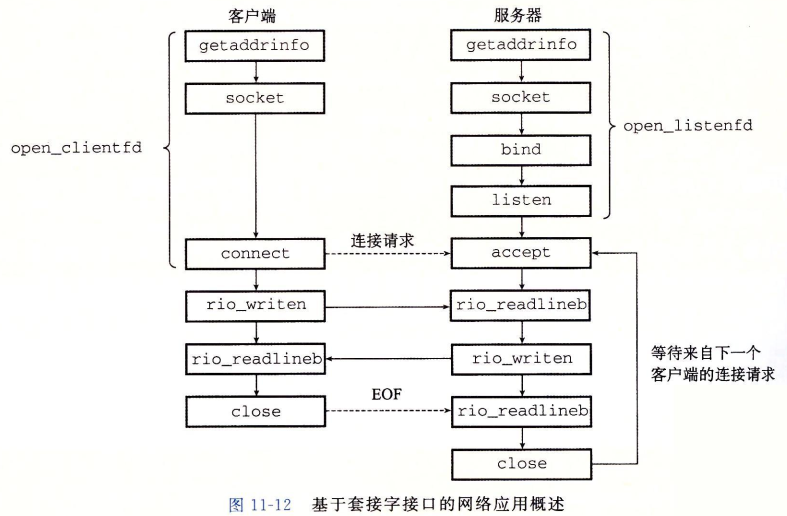 客户端
服务器
getaddrinfo
getaddrinfo
socket
socket
open_clientfd
open_listenfd
bind
listen
connect
连接请求
accept
rio_writen
rio_readlineb
rio_readlineb
rio_writen
等待来自下一个
客户端的连接请求
close
EOF
rio_readlineb
close
图 11-12 基于套接字接口的网络应用概述